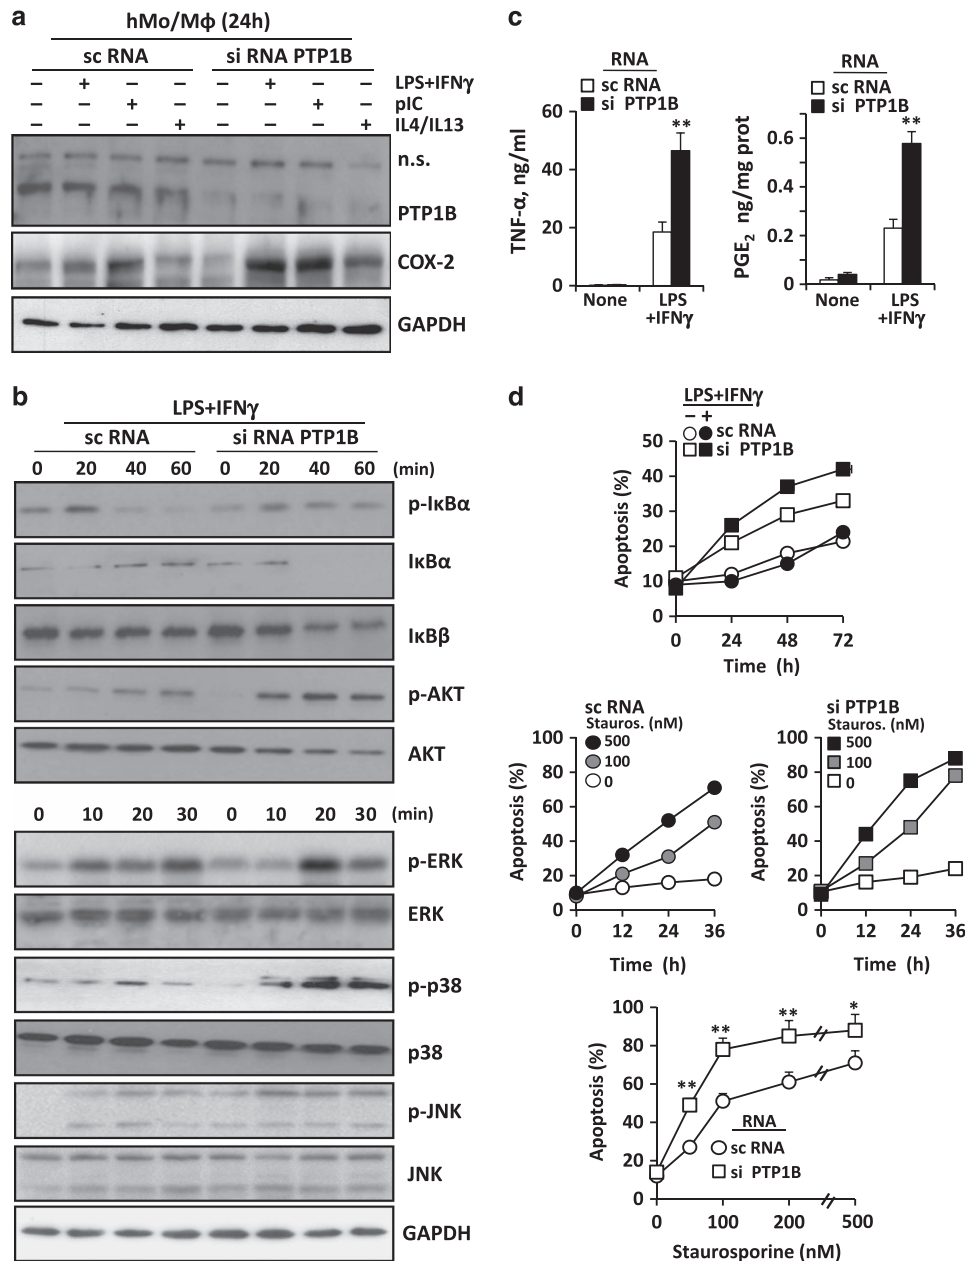 a
hMo/Mφ (24h)
sc RNA si RNA PTP1B
– + – – – + – – LPS+IFNγ
– – + – – – + – pIC
– – – + – – – + IL4/IL13
n.s.
PTP1B
COX-2
GAPDH
b
LPS+IFNγ
sc RNA si RNA PTP1B
0 20 40 60 0 20 40 60 (min)
p-IκBα
IκBα
IκBβ
p-AKT
AKT
0 10 20 30 0 10 20 30 (min)
p-ERK
ERK
p-p38
p38
p-JNK
JNK
GAPDH
c
RNA
sc RNA
si PTP1B
TNF-α, ng/ml
60
40
20
0
**
None LPS
+IFNγ
RNA
sc RNA
si PTP1B
PGE2 ng/mg prot
0.6
0.4
0.2
0
**
None LPS
+IFNγ
d
LPS+IFNγ
– +
sc RNA
si PTP1B
Apoptosis (%)
50
40
30
20
10
0
0 24 48 72
Time (h)
sc RNA
Stauros. (nM)
500
100
0
Apoptosis (%)
100
80
60
40
20
0
0 12 24 36
Time (h)
si PTP1B
Stauros. (nM)
500
100
0
Apoptosis (%)
100
80
60
40
20
0
0 12 24 36
Time (h)
Apoptosis (%)
100
80
60
40
20
0
** ** ** *
RNA
sc RNA
si PTP1B
0 100 200 500
Staurosporine (nM)